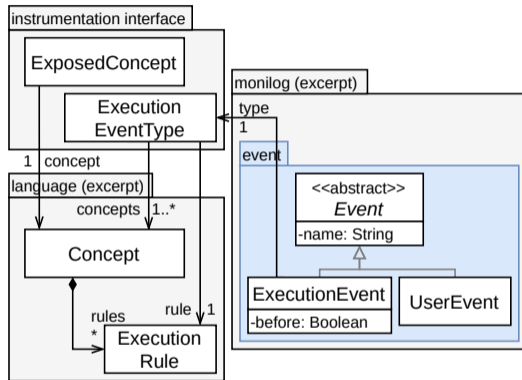 instrumentation interface
ExposedConcept
Execution
EventType
1 concept
language (excerpt)
concepts 1..*
Concept
rules
*
rule 1
Execution
Rule
monilog (excerpt)
type
1
event
<<abstract>>
Event
-name: String
ExecutionEvent
-before: Boolean
UserEvent